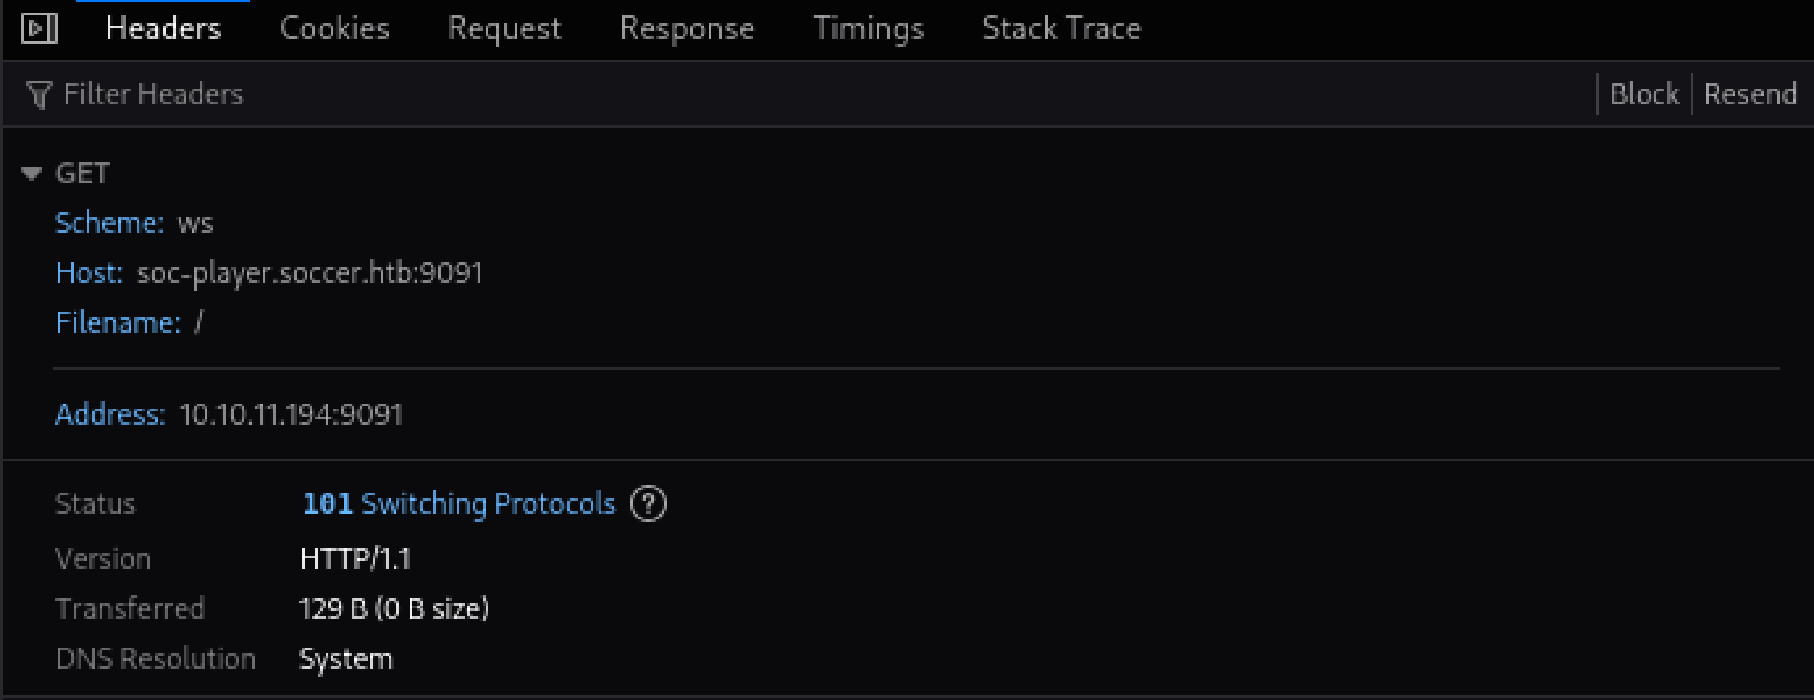 Headers Cookies Request Response Timings Stack Trace
Filter Headers Block Resend
GET
Scheme: ws
Host: soc-player.soccer.htb:9091
Filename: /
Address: 10.10.11.194:9091
Status 101 Switching Protocols ?
Version HTTP/1.1
Transferred 129 B (0 B size)
DNS Resolution System